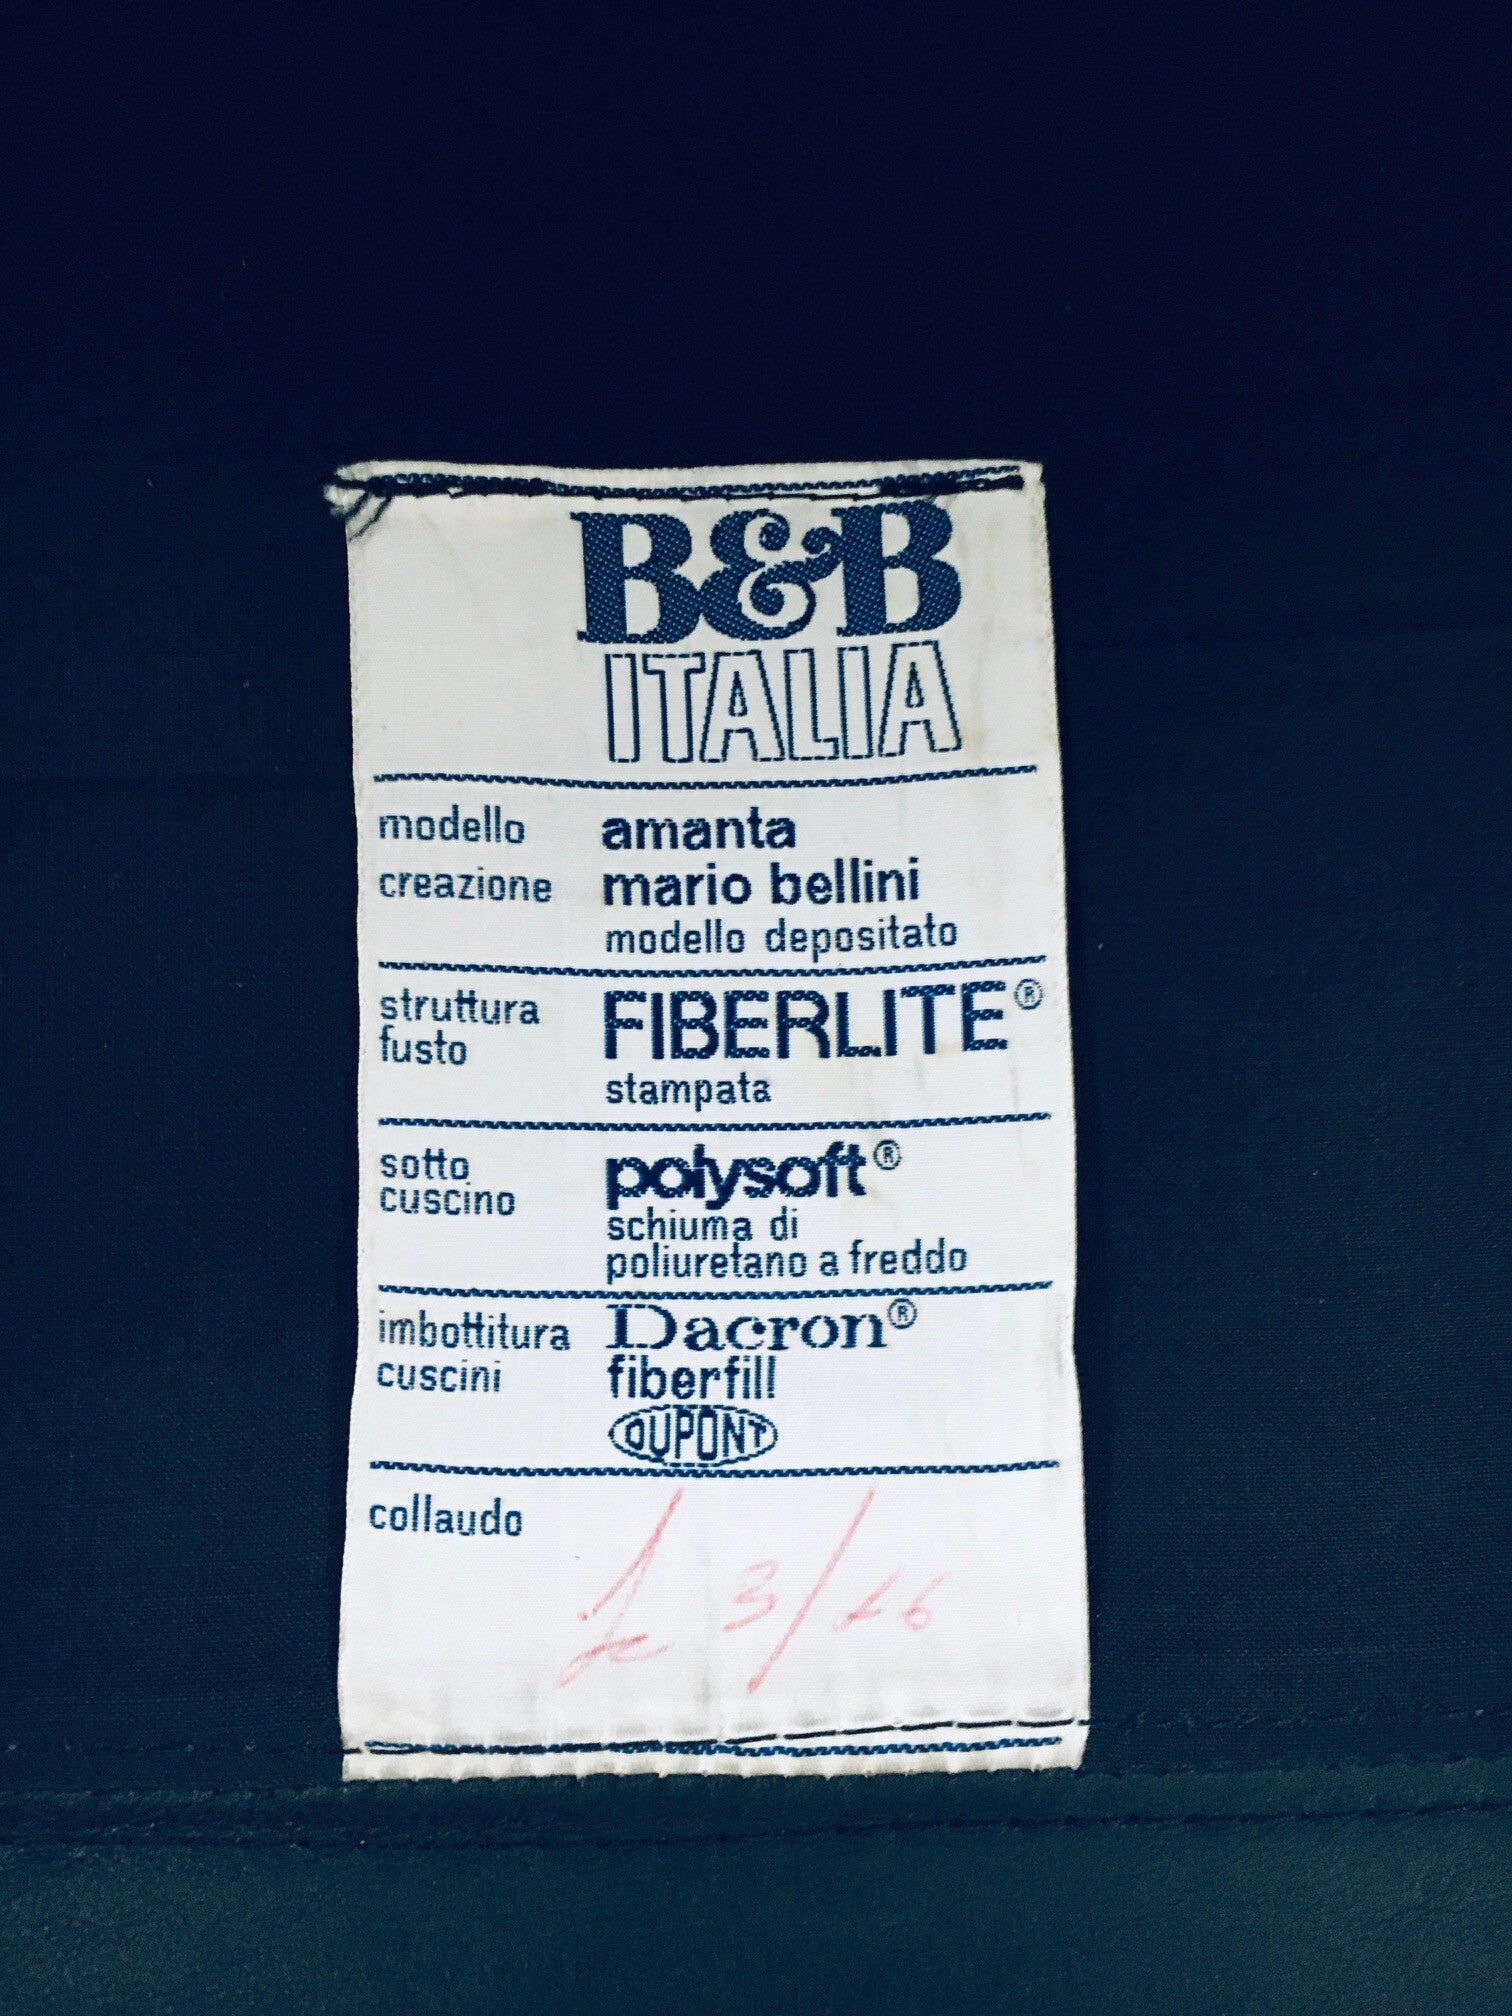 B&B
ITALIA
modello amanta
creazione mario bellini
modello depositato
struttura fusto FIBERLITE®
stampata
sotto cuscino polysoft®
schiuma di
poliuretano a freddo
imbottitura cuscini Dacron®
fiberfill
DUPONT
collaudo